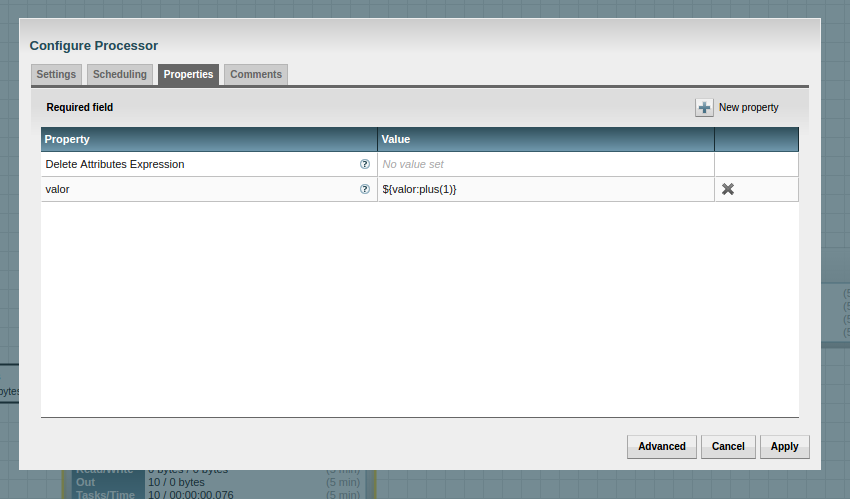 Configure Processor
Settings Scheduling Properties Comments
Required field New property
Property Value
Delete Attributes Expression ? No value set
valor ? ${valor:plus(1)}
bytes
Advanced Cancel Apply
Read/Write 0 bytes / 0 bytes (5 min)
Out 10 / 0 bytes (5 min)
Tasks/Time 10 / 00:00:00.076 (5 min)